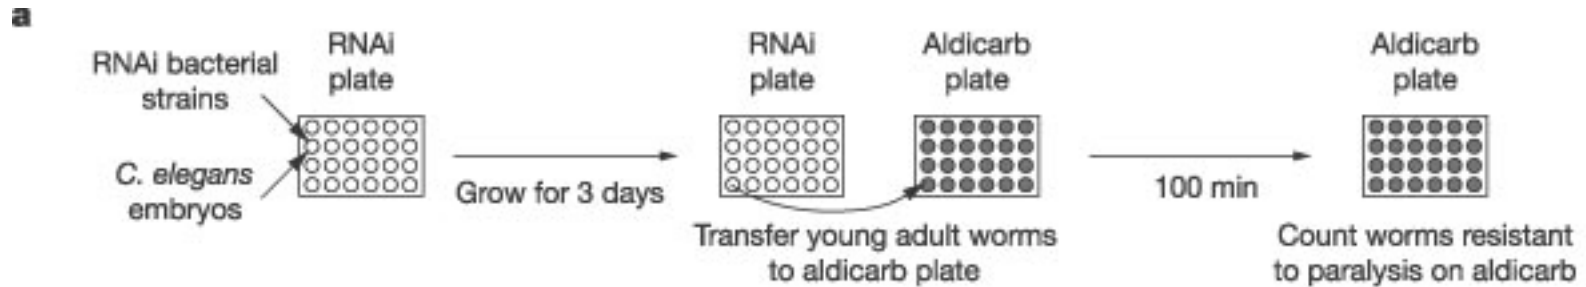 a
RNAi bacterial
strains
C. elegans
embryos
RNAi
plate
Grow for 3 days
RNAi
plate
Aldicarb
plate
Transfer young adult worms
to aldicarb plate
100 min
Aldicarb
plate
Count worms resistant
to paralysis on aldicarb